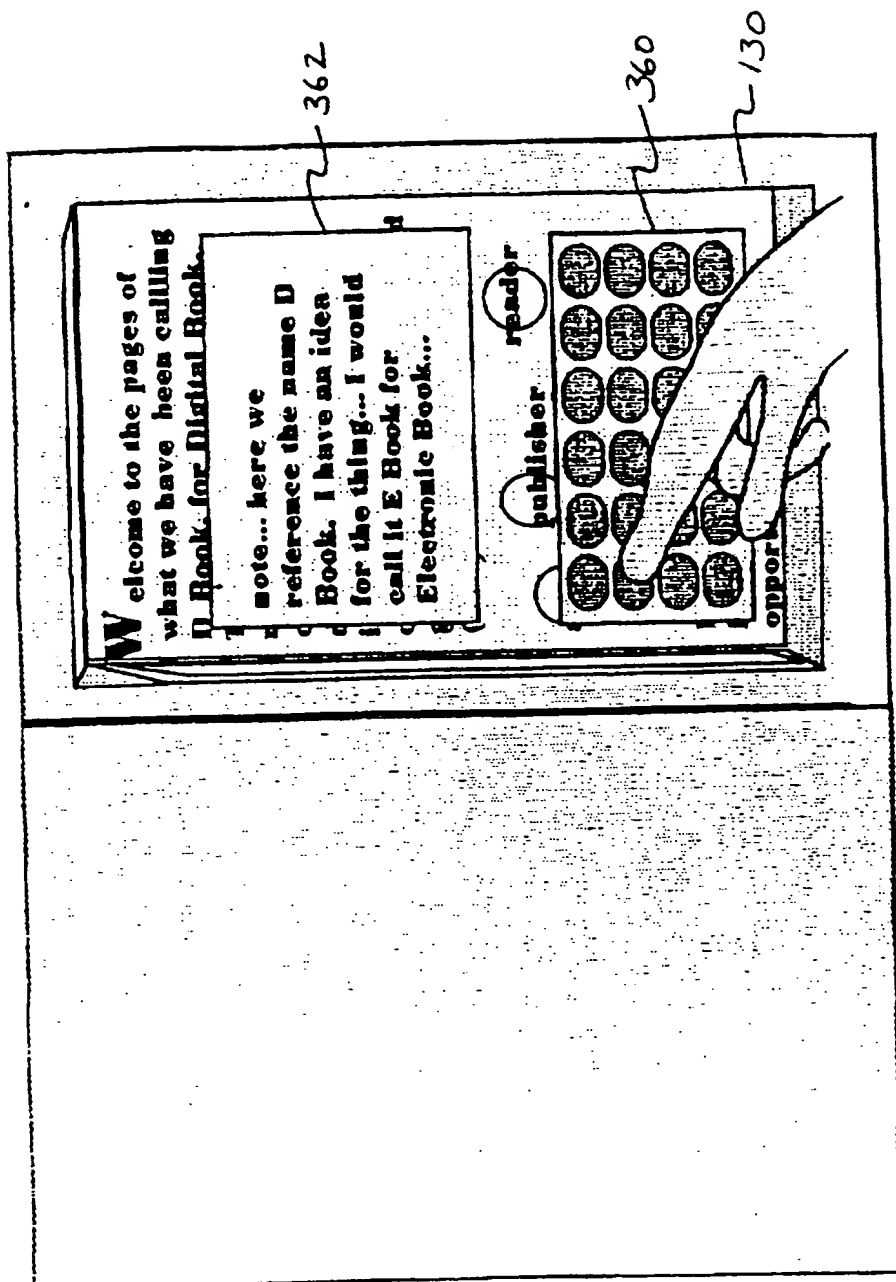 Welcome to the pages of
what we have been callling
D Book, for Digital Book.
note... here we
reference the name D
Book. I have an idea
for the thing... I would
call it E Book for
Electronic Book...
362
publisher
reader
360
130